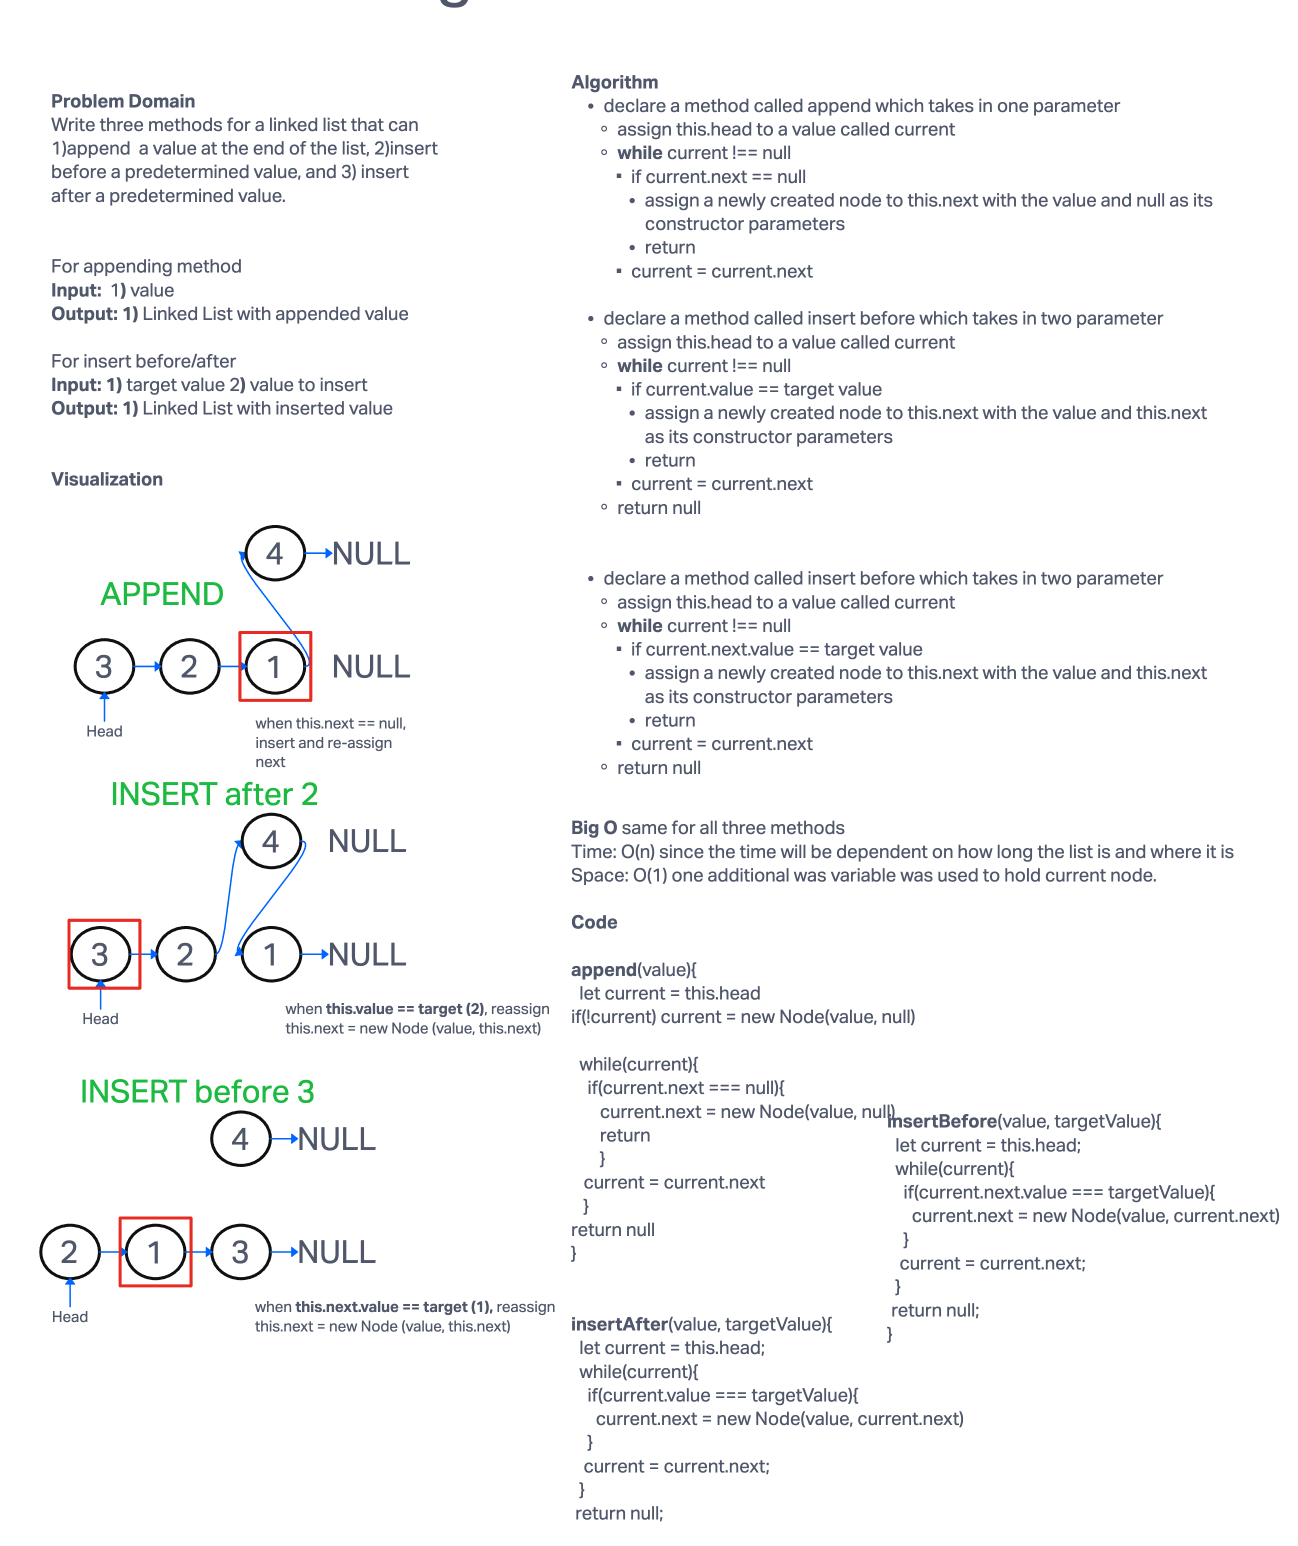 Problem Domain
Write three methods for a linked list that can
1)append  a value at the end of the list, 2)insert
before a predetermined value, and 3) insert
after a predetermined value.
For appending method
Input:  1) value
Output: 1) Linked List with appended value
For insert before/after
Input: 1) target value 2) value to insert
Output: 1) Linked List with inserted value
Visualization
4 NULL
APPEND
3 2 1 NULL
Head
when this.next == null,
insert and re-assign
next
INSERT after 2
4 NULL
3 2 1 NULL
Head
when this.value == target (2), reassign
this.next = new Node (value, this.next)
INSERT before 3
4 NULL
2 1 3 NULL
Head
when this.next.value == target (1), reassign
this.next = new Node (value, this.next)
Algorithm
• declare a method called append which takes in one parameter
◦ assign this.head to a value called current
◦ while current !== null
▪ if current.next == null
• assign a newly created node to this.next with the value and null as its
constructor parameters
• return
▪ current = current.next
• declare a method called insert before which takes in two parameter
◦ assign this.head to a value called current
◦ while current !== null
▪ if current.value == target value
• assign a newly created node to this.next with the value and this.next
as its constructor parameters
• return
▪ current = current.next
◦ return null
• declare a method called insert before which takes in two parameter
◦ assign this.head to a value called current
◦ while current !== null
▪ if current.next.value == target value
• assign a newly created node to this.next with the value and this.next
as its constructor parameters
• return
▪ current = current.next
◦ return null
Big O same for all three methods
Time: O(n) since the time will be dependent on how long the list is and where it is
Space: O(1) one additional was variable was used to hold current node.
Code
append(value){
let current = this.head
if(!current) current = new Node(value, null)
while(current){
if(current.next === null){
current.next = new Node(value, null)
return
}
current = current.next
}
return null
}
insertBefore(value, targetValue){
let current = this.head;
while(current){
if(current.next.value === targetValue){
current.next = new Node(value, current.next)
}
current = current.next;
}
return null;
}
insertAfter(value, targetValue){
let current = this.head;
while(current){
if(current.value === targetValue){
current.next = new Node(value, current.next)
}
current = current.next;
}
return null;